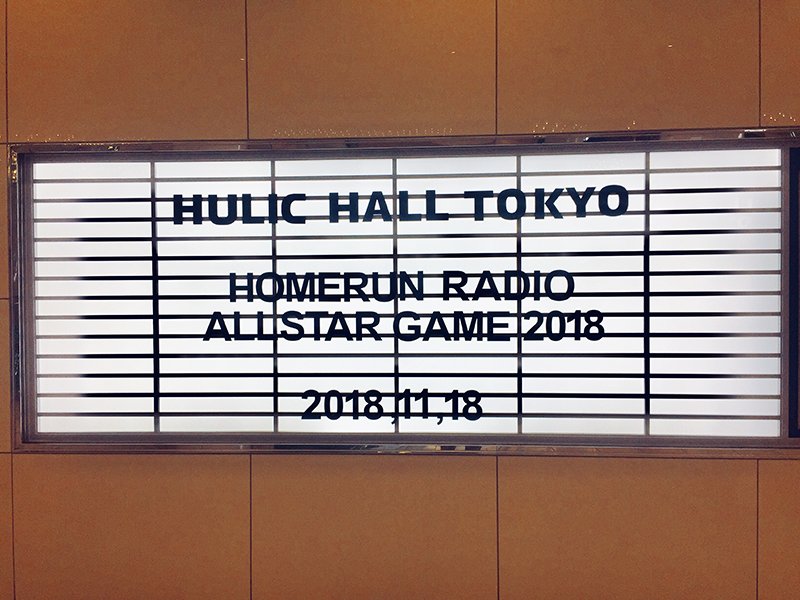 HULIC HALL TOKYO
HOMERUN RADIO
ALLSTAR GAME 2018
2018,11,18